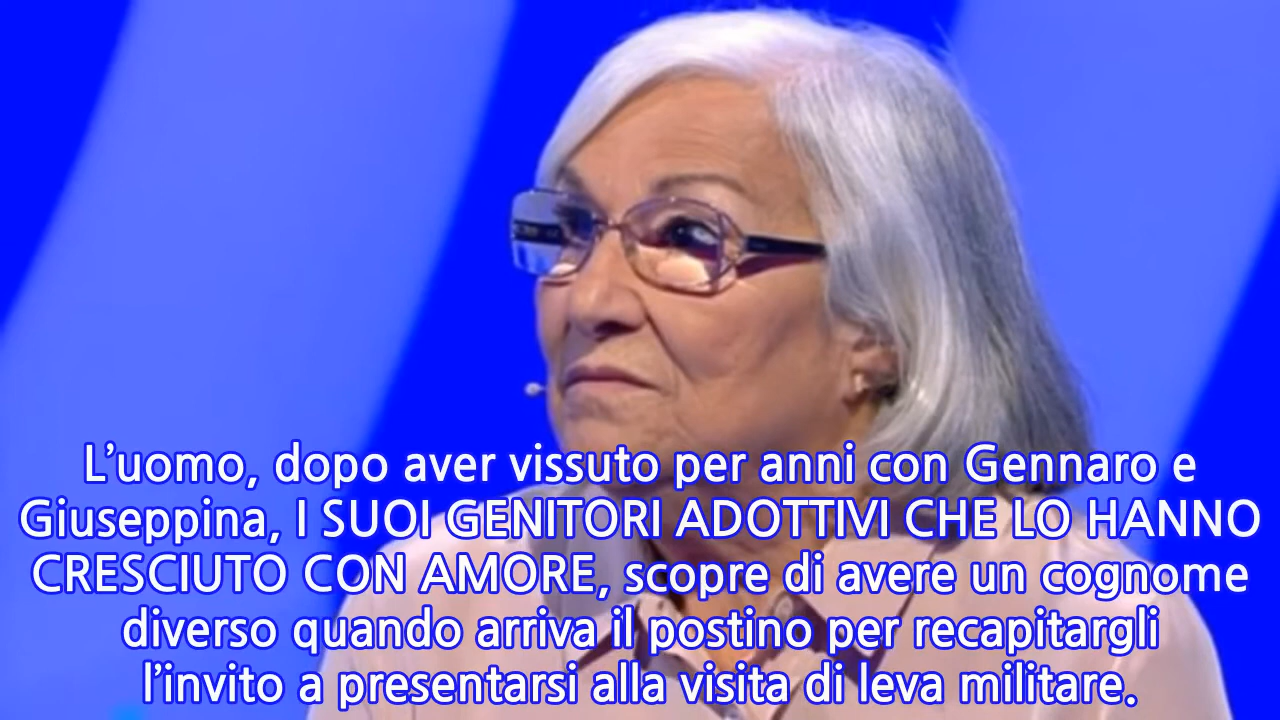 L'uomo, dopo aver vissuto per anni con Gennaro e
Giuseppina, I SUOI GENITORI ADOTTIVI CHE LO HANNO
CRESCIUTO CON AMORE, scopre di avere un cognome
diverso quando arriva il postino per recapitargli
l'invito a presentarsi alla visita di leva militare.